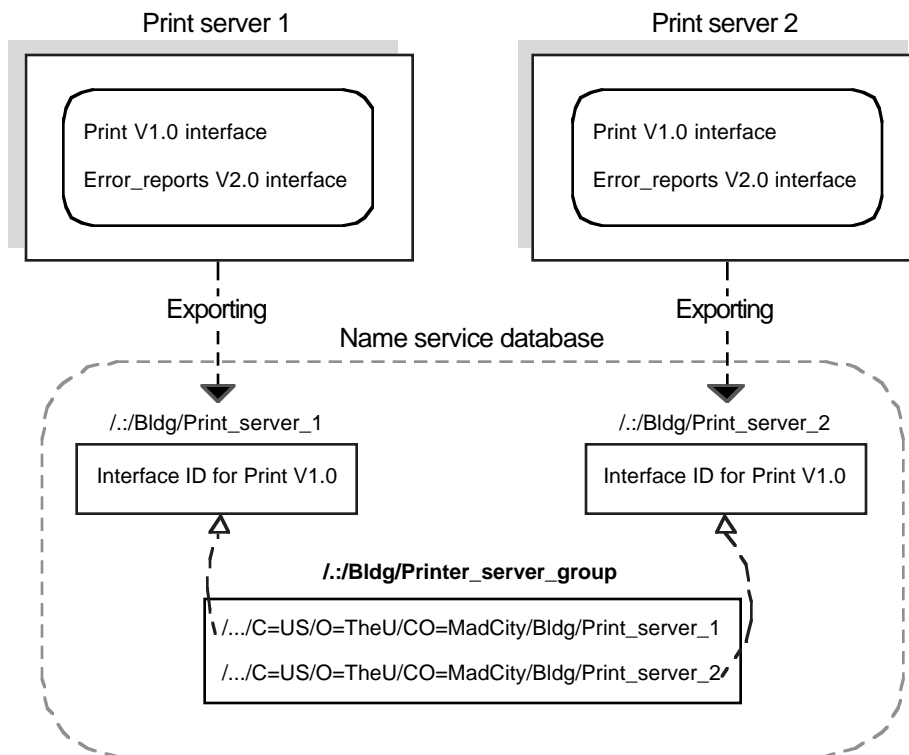 Print server 1
Print server 2
Print V1.0 interface
Error_reports V2.0 interface
Print V1.0 interface
Error_reports V2.0 interface
Exporting
Exporting
Name service database
/.:/Bldg/Print_server_1
/.:/Bldg/Print_server_2
Interface ID for Print V1.0
Interface ID for Print V1.0
/.:/Bldg/Printer_server_group
/.../C=US/O=TheU/CO=MadCity/Bldg/Print_server_1
/.../C=US/O=TheU/CO=MadCity/Bldg/Print_server_2